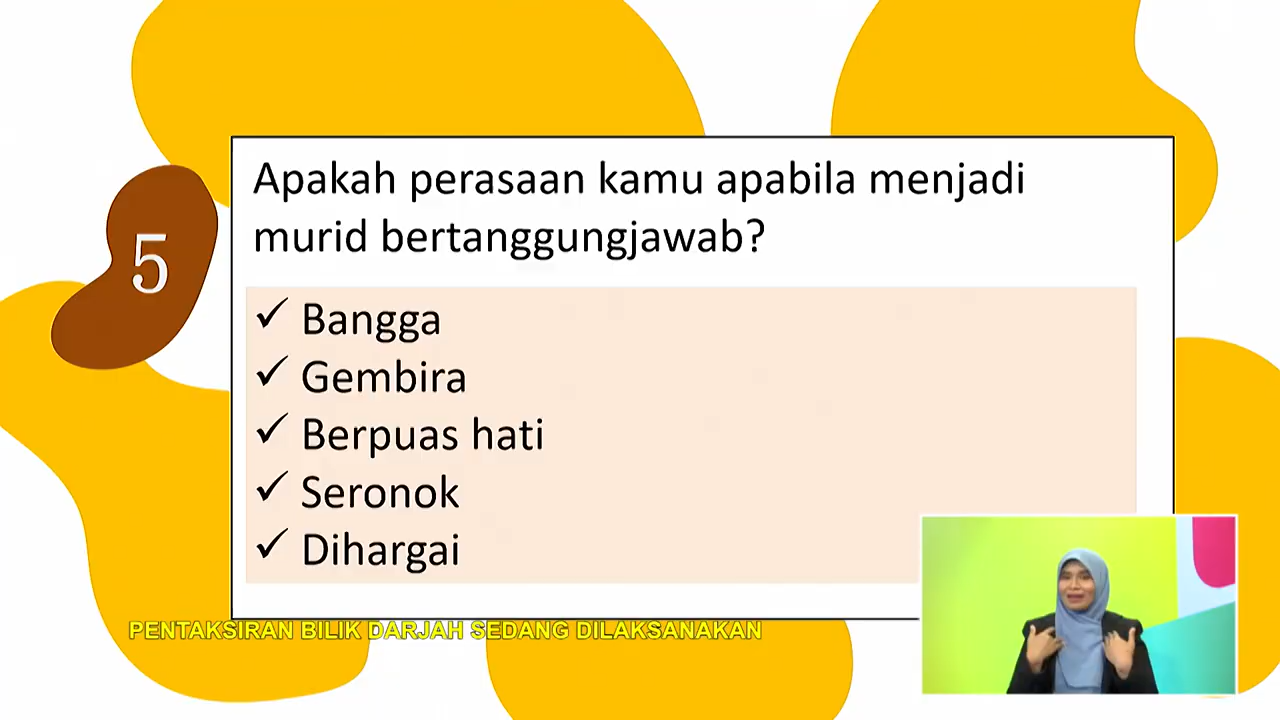 5
Apakah perasaan kamu apabila menjadi
murid bertanggungjawab?
✓ Bangga
✓ Gembira
✓ Berpuas hati
✓ Seronok
✓ Dihargai
PENTAKSIRAN BILIK DARJAH SEDANG DILAKSANAKAN